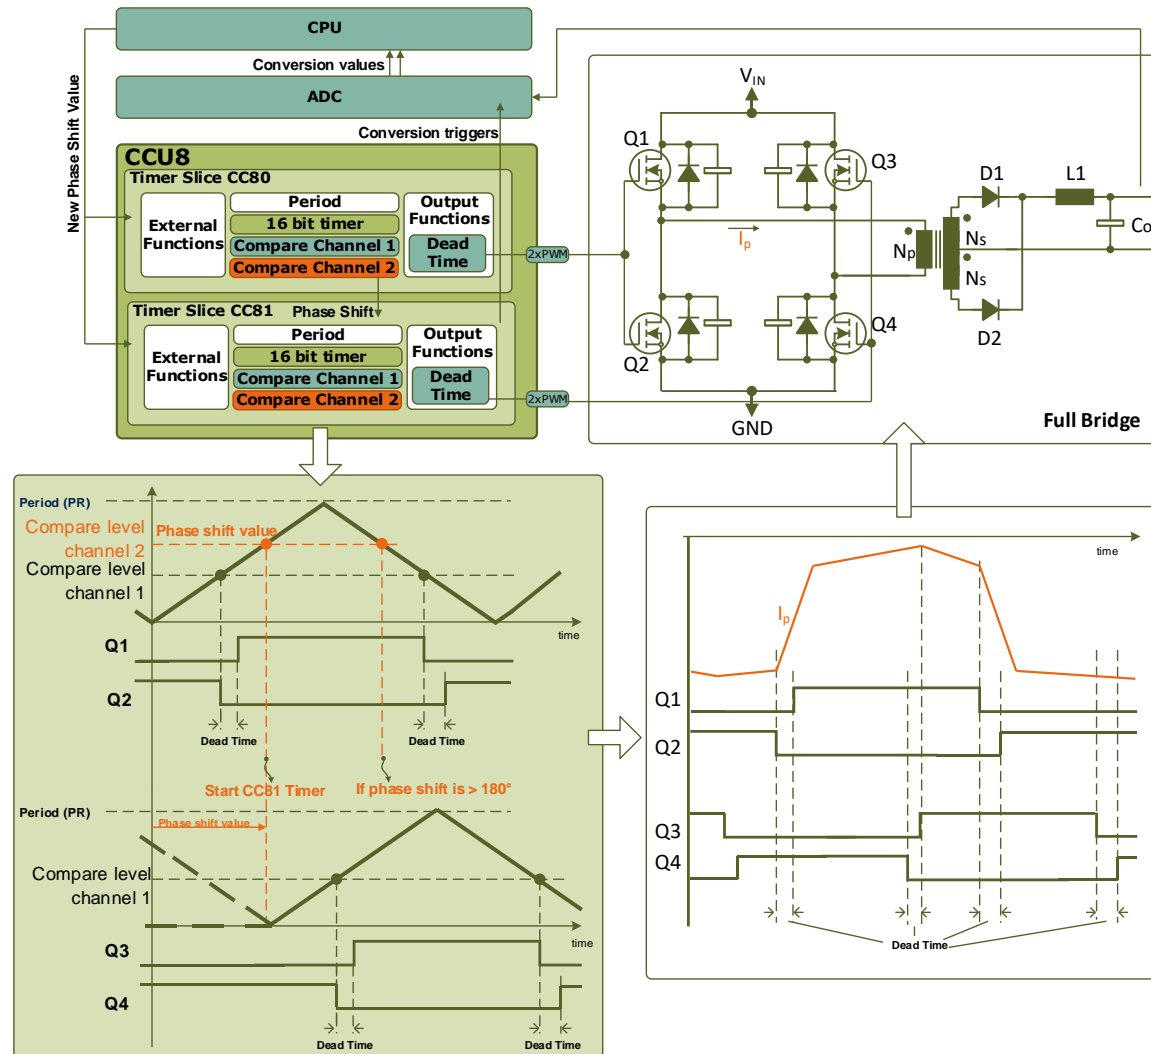 CPU
Conversion values
ADC
Conversion triggers
New Phase Shift Value
CCU8
Timer Slice CC80
External
Functions
Period
16 bit timer
Compare Channel 1
Compare Channel 2
Output
Functions
Dead
Time
2xPWM
Phase Shift
Timer Slice CC81
External
Functions
Period
16 bit timer
Compare Channel 1
Compare Channel 2
Output
Functions
Dead
Time
2xPWM
VIN
Q1
Q3
Ip
Np
Ns
Ns
D1
L1
Co
D2
Q2
Q4
GND
Full Bridge
Period (PR)
Compare level
channel 2
Phase shift value
Compare level
channel 1
time
Q1
Q2
Dead Time
Dead Time
Start CC81 Timer
If phase shift is > 180°
Period (PR)
Phase shift value
Compare level
channel 1
time
Q3
Q4
Dead Time
Dead Time
time
Ip
Q1
Q2
Q3
Q4
Dead Time